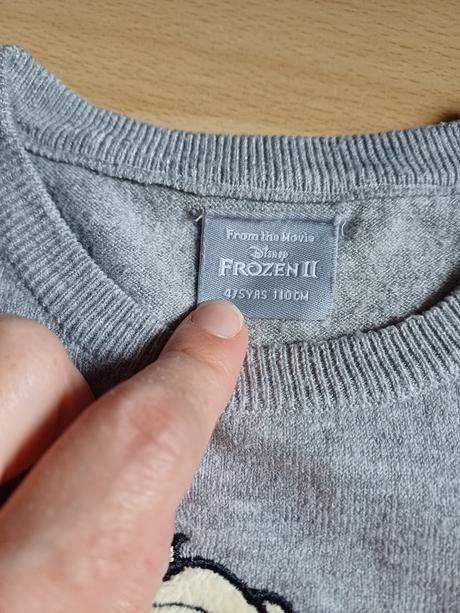 From the Movie
Disney
FROZEN II
4/5YRS 110CM